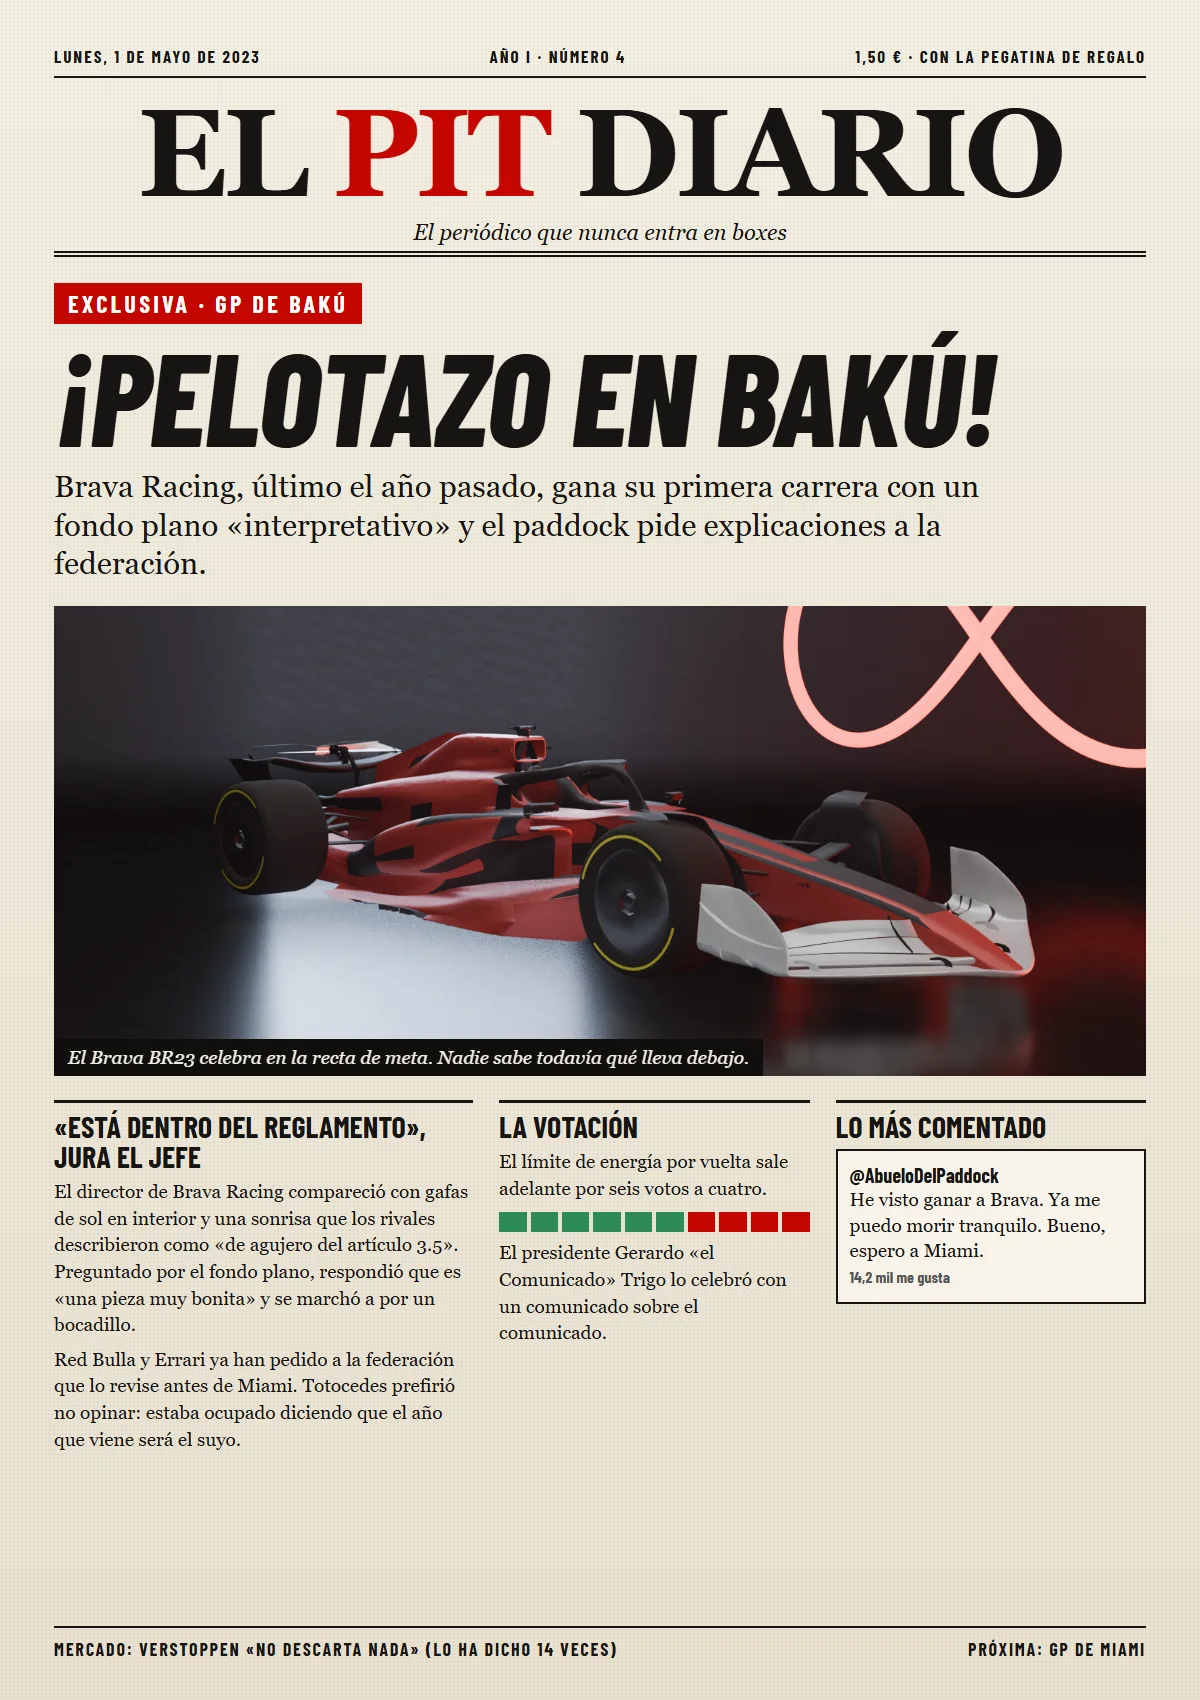 LUNES, 1 DE MAYO DE 2023
AÑO I · NÚMERO 4
1,50 € · CON LA PEGATINA DE REGALO
EL PIT DIARIO
El periódico que nunca entra en boxes
EXCLUSIVA · GP DE BAKÚ
¡PELOTAZO EN BAKÚ!
Brava Racing, último el año pasado, gana su primera carrera con un
fondo plano «interpretativo» y el paddock pide explicaciones a la
federación.
El Brava BR23 celebra en la recta de meta. Nadie sabe todavía qué lleva debajo.
«ESTÁ DENTRO DEL REGLAMENTO»,
JURA EL JEFE
El director de Brava Racing compareció con gafas
de sol en interior y una sonrisa que los rivales
describieron como «de agujero del artículo 3.5».
Preguntado por el fondo plano, respondió que es
«una pieza muy bonita» y se marchó a por un
bocadillo.
Red Bulla y Errari ya han pedido a la federación
que lo revise antes de Miami. Totocedes prefirió
no opinar: estaba ocupado diciendo que el año
que viene será el suyo.
LA VOTACIÓN
El límite de energía por vuelta sale
adelante por seis votos a cuatro.
El presidente Gerardo «el
Comunicado» Trigo lo celebró con
un comunicado sobre el
comunicado.
LO MÁS COMENTADO
@AbueloDelPaddock
He visto ganar a Brava. Ya me
puedo morir tranquilo. Bueno,
espero a Miami.
14,2 mil me gusta
MERCADO: VERSTOPPEN «NO DESCARTA NADA» (LO HA DICHO 14 VECES)
PRÓXIMA: GP DE MIAMI